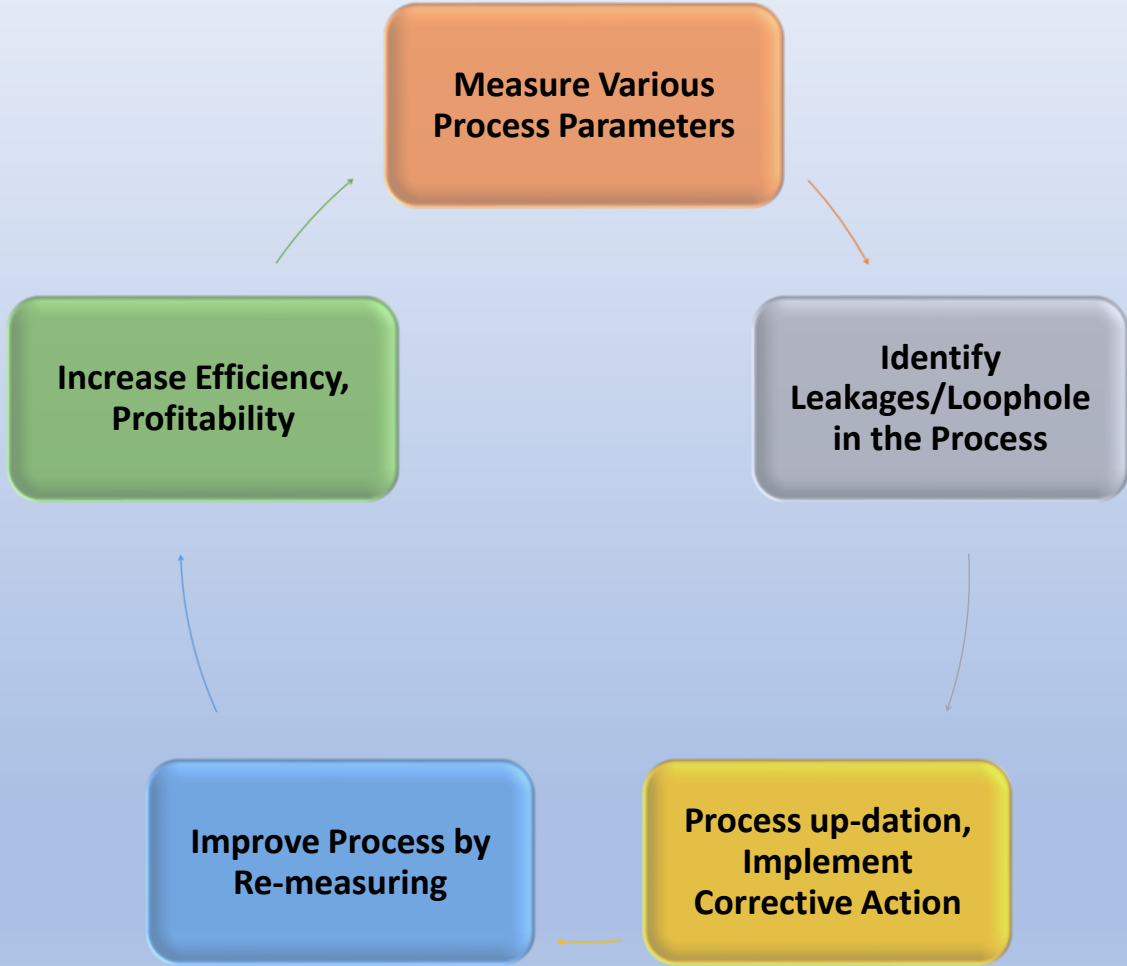 Measure Various
Process Parameters
Identify
Leakages/Loophole
in the Process
Process up-dation,
Implement
Corrective Action
Improve Process by
Re-measuring
Increase Efficiency,
Profitability